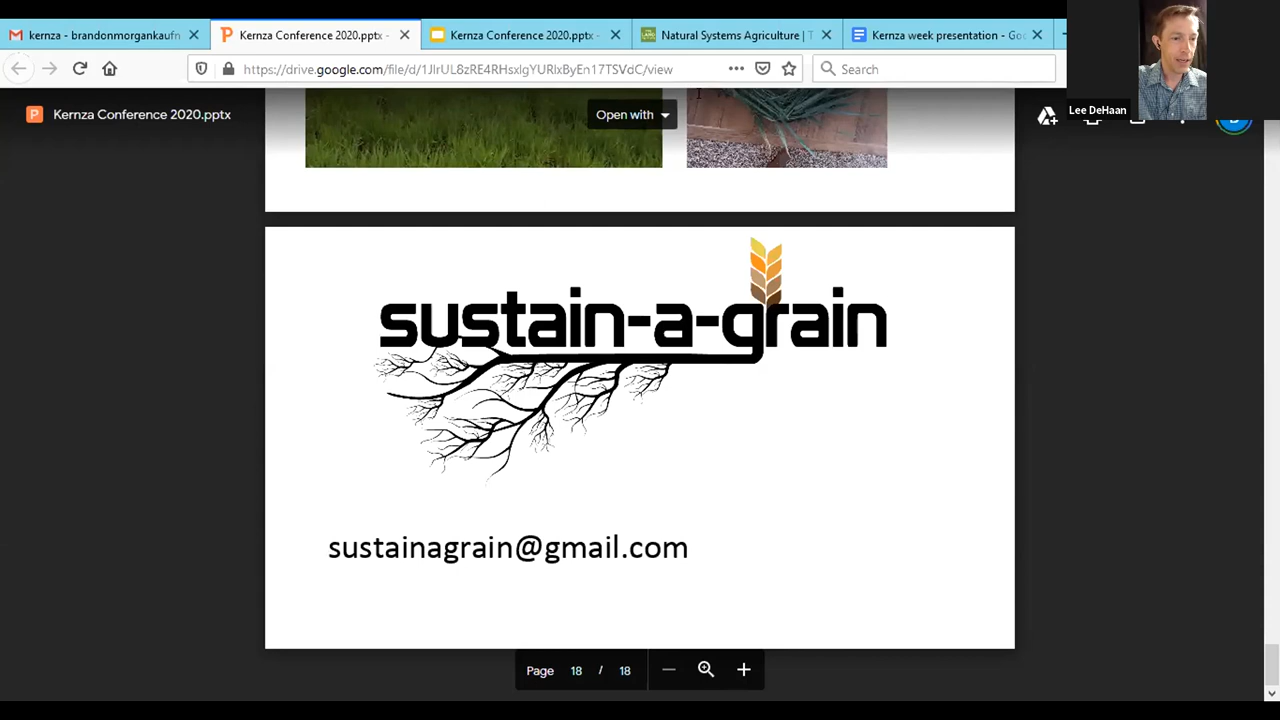 kernza - brandonmorgankaufn
Kernza Conference 2020.pptx -
Kernza Conference 2020.pptx -
Natural Systems Agriculture | T
Kernza week presentation - Goo
https://drive.google.com/file/d/1JIrUL8zRE4RHsxIgYURlxByEn17TSVdC/view
Search
Lee DeHaan
Kernza Conference 2020.pptx
Open with
sustain-a-grain
sustainagrain@gmail.com
Page 18 / 18